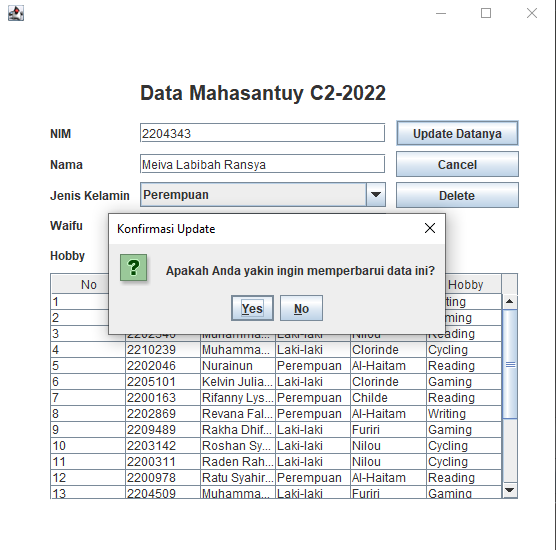 Data Mahasantuy C2-2022
NIM 2204343 Update Datanya
Nama Meiva Labibah Ransya Cancel
Jenis Kelamin Perempuan Delete
Waifu
Hobby
Konfirmasi Update
Apakah Anda yakin ingin memperbarui data ini?
Yes No
No Hobby
1
2
3 Laki-laki Nilou Reading
4 2210239 Muhamma... Laki-laki Clorinde Cycling
5 2202046 Nurainun Perempuan Al-Haitam Reading
6 2205101 Kelvin Julia... Laki-laki Clorinde Gaming
7 2200163 Rifanny Lys... Perempuan Childe Reading
8 2202869 Revana Fal... Perempuan Al-Haitam Writing
9 2209489 Rakha Dhif... Laki-laki Furiri Gaming
10 2203142 Roshan Sy... Laki-laki Nilou Cycling
11 2200311 Raden Rah... Laki-laki Nilou Cycling
12 2200978 Ratu Syahir... Perempuan Al-Haitam Reading
13 2204509 Muhamma... Laki-laki Furiri Gaming